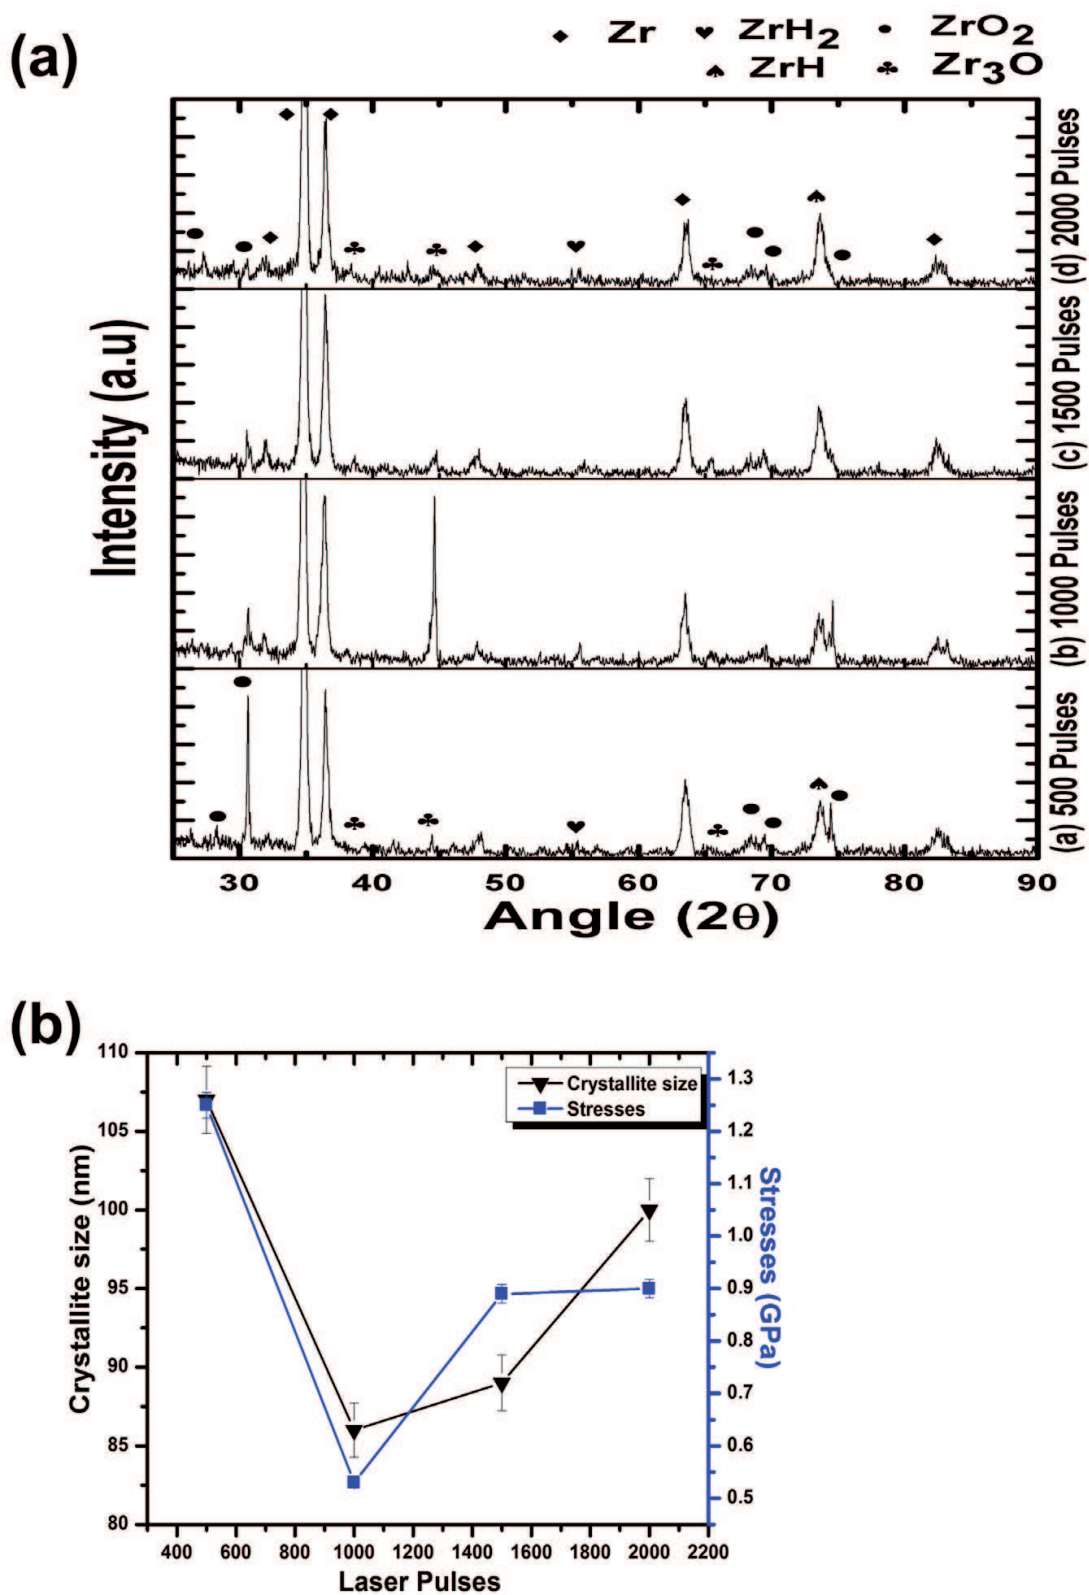 (a)
Zr ZrH2 ZrO2
ZrH Zr3O
Intensity (a.u)
(d) 2000 Pulses
(c) 1500 Pulses
(b) 1000 Pulses
(a) 500 Pulses
30 40 50 60 70 80 90
Angle (2θ)
(b)
Crystallite size (nm)
110
105
100
95
90
85
80
Crystallite size
Stresses
1.3
1.2
1.1
1.0
0.9
0.8
0.7
0.6
0.5
Stresses (GPa)
400 600 800 1000 1200 1400 1600 1800 2000 2200
Laser Pulses